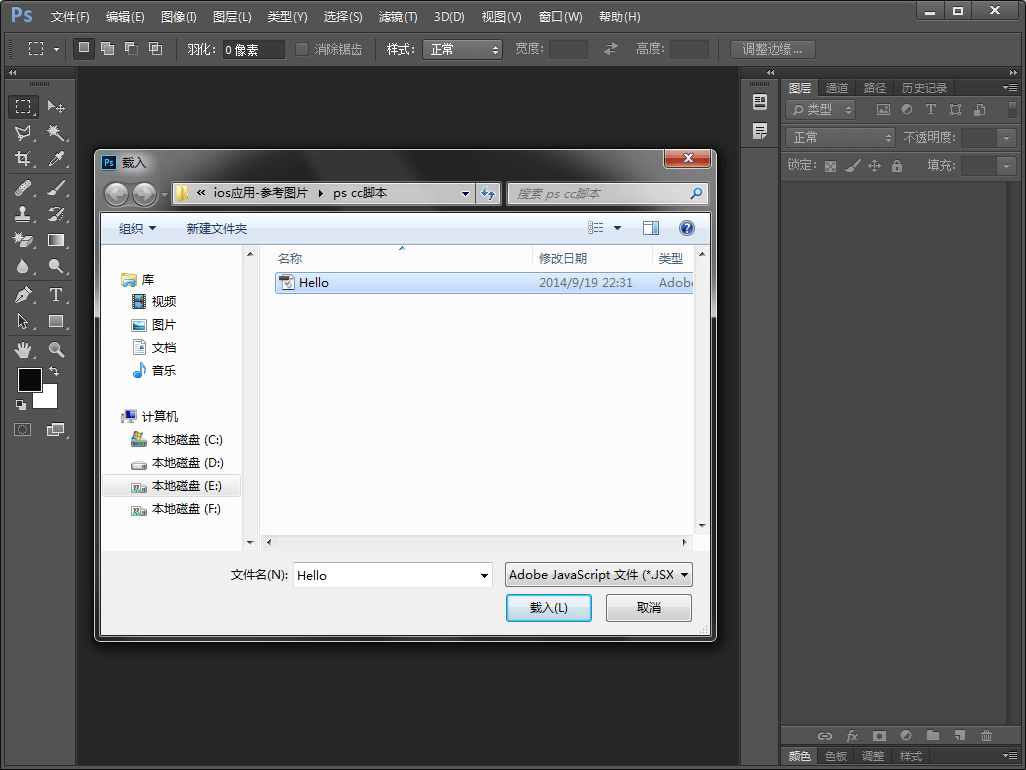 Ps 文件(F) 编辑(E) 图像(I) 图层(L) 类型(Y) 选择(S) 滤镜(T) 3D(D) 视图(V) 窗口(W) 帮助(H)
羽化: 0 像素 消除锯齿 样式: 正常 宽度: 高度: 调整边缘...
图层 通道 路径 历史记录
类型
正常 不透明度:
锁定: 填充:
Ps 载入
« ios应用-参考图片 ps cc脚本 搜索 ps cc脚本
组织 新建文件夹
名称 修改日期 类型
Hello 2014/9/19 22:31 Adobe
库
视频
图片
文档
音乐
计算机
本地磁盘 (C:)
本地磁盘 (D:)
本地磁盘 (E:)
本地磁盘 (F:)
文件名(N): Hello Adobe JavaScript 文件 (*.JSX
载入(L) 取消
fx
颜色 色板 调整 样式